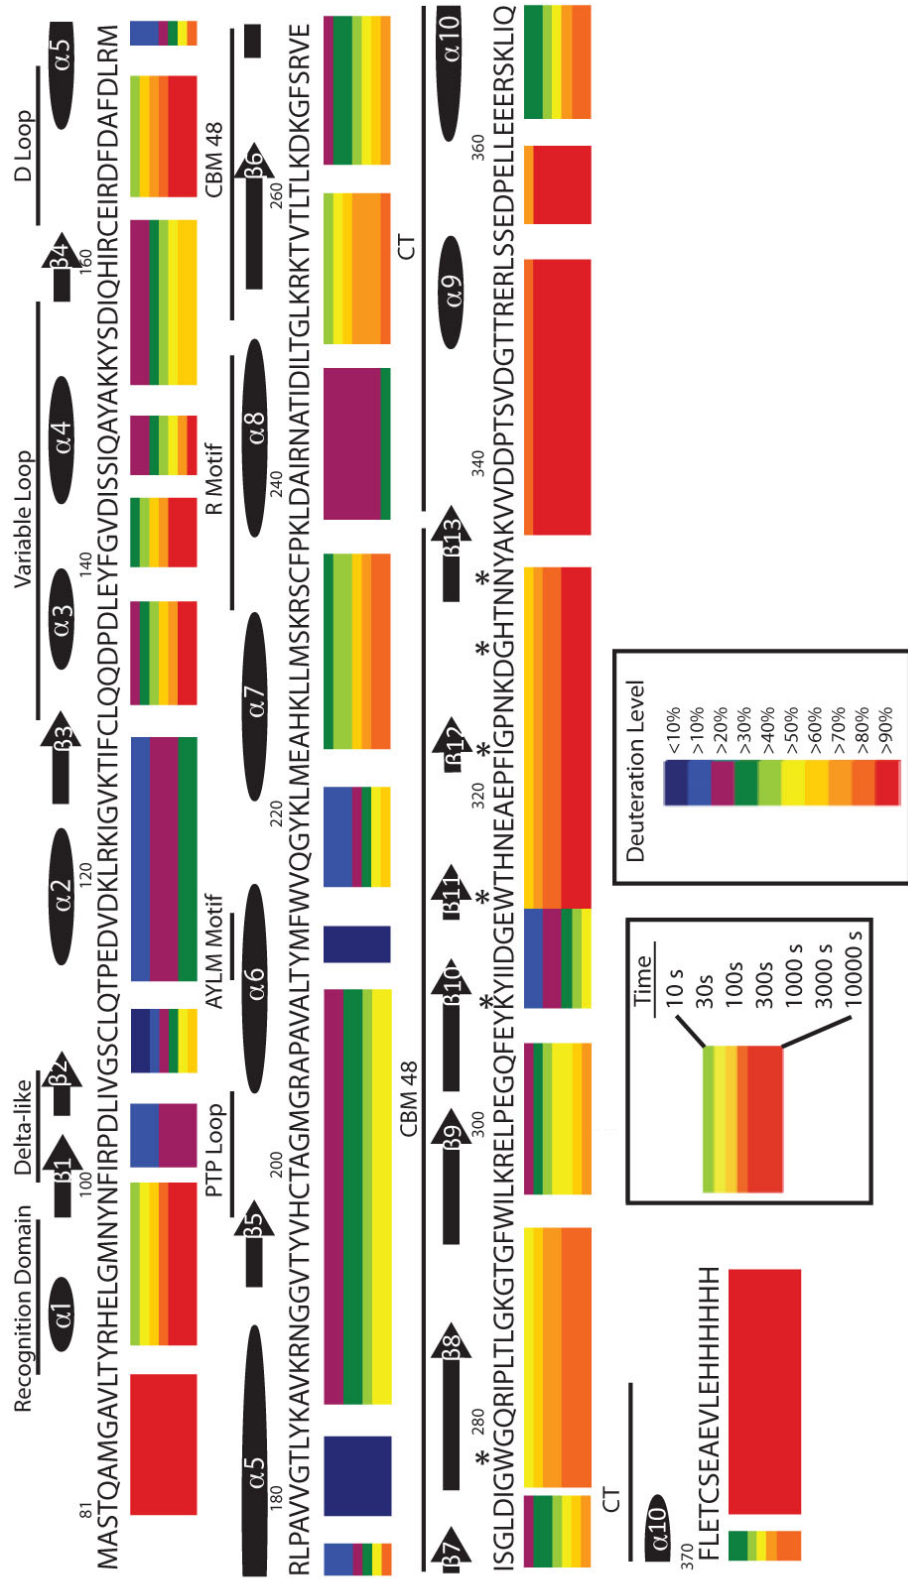 Recognition Domain Delta-like Variable Loop D Loop
α1 β1 β2 α2 β3 α3 α4 β4 α5
81 100 120 140 160
MASTQAMGAVLTYRHELGMNYNFIRPDLIVGSCLQTPEDVDKLRKIGVKTIFCLQQDPDLEYFGVDISSIQAYAKKYSDIQHIRCEIRDFDAFDLRM
PTP Loop AYLM Motif R Motif CBM 48
α5 β5 α6 α7 α8 β6
180 200 220 240 260
RLPAVVGTLYKAVKRNGGVTYVHCTAGMGRAPAVALTYMFWVQGYKLMEAHKLLMSKRSCFPKLDAIRNATIDILTGLKRKTVTLTLKDKGFSRVE
CBM 48 CT
β7 β8 β9 β10 β11 β12 β13 α9 α10
* * * * * *
280 300 320 340 360
ISGLDIGWGQRIPLTLGKGTGFWILKRELPEGQFEYKYIIDGEWTHNEAEPFIGPNKDGHTNNYAKVVDDPTSVDGTTRERLSSEDPELLEEERSKLIQ
CT
α10
370
FLETCSEAEVLEHHHHHH
Time
10 s
30s
100s
300s
1000 s
3000 s
10000 s
Deuteration Level
<10%
>10%
>20%
>30%
>40%
>50%
>60%
>70%
>80%
>90%